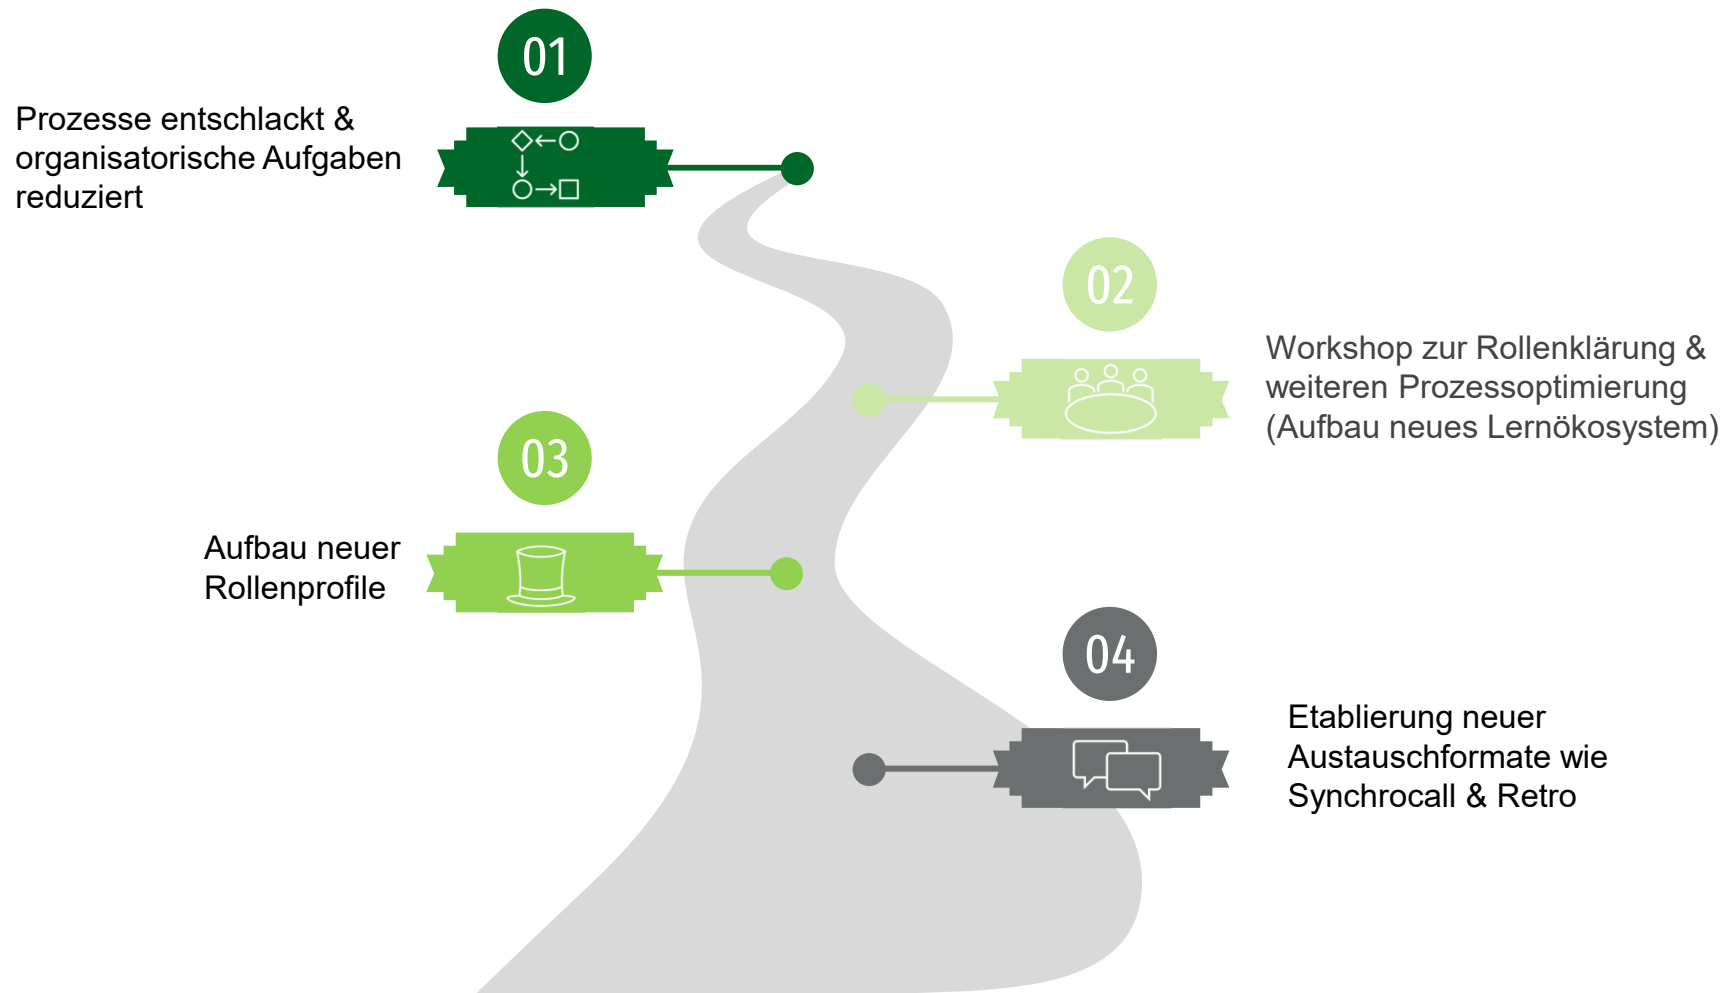 01
Prozesse entschlackt &
organisatorische Aufgaben
reduziert
02
Workshop zur Rollenklärung &
weiteren Prozessoptimierung
(Aufbau neues Lernökosystem)
03
Aufbau neuer
Rollenprofile
04
Etablierung neuer
Austauschformate wie
Synchrocall & Retro